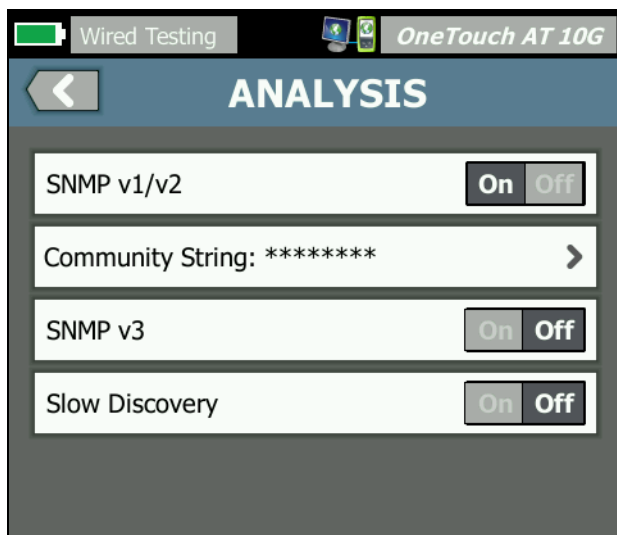 Wired Testing OneTouch AT 10G
ANALYSIS
SNMP v1/v2 On Off
Community String: ********
SNMP v3 On Off
Slow Discovery On Off